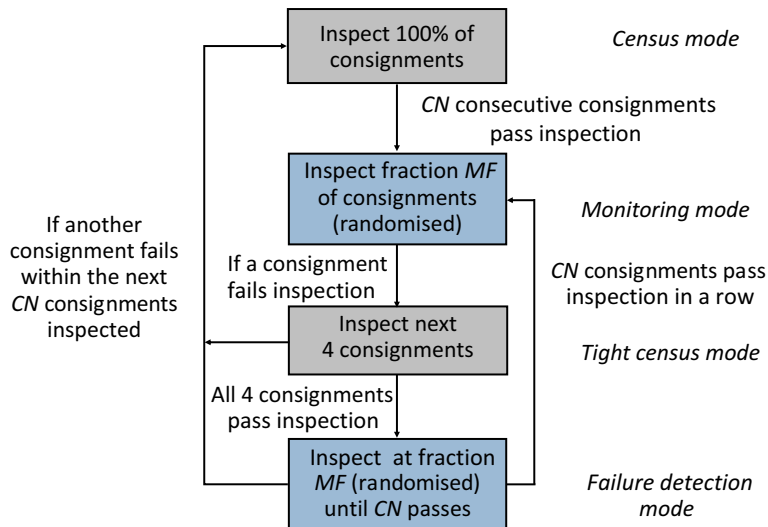 Inspect 100% of
consignments
Census mode
CN consecutive consignments
pass inspection
Inspect fraction MF
of consignments
(randomised)
Monitoring mode
If another
consignment fails
within the next
CN consignments
inspected
If a consignment
fails inspection
CN consignments pass
inspection in a row
Inspect next
4 consignments
Tight census mode
All 4 consignments
pass inspection
Inspect at fraction
MF (randomised)
until CN passes
Failure detection
mode